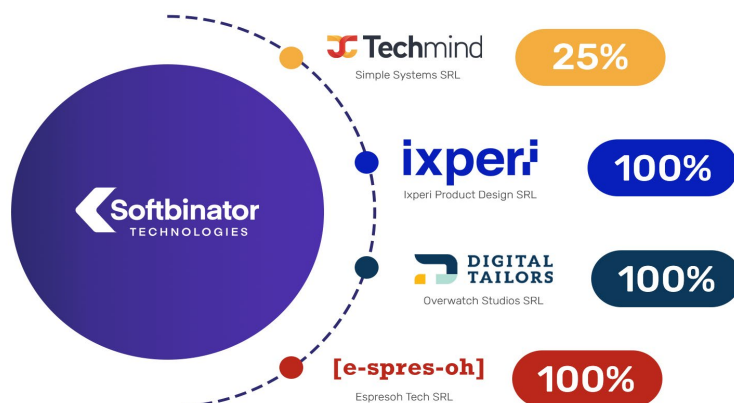 Softbinator
TECHNOLOGIES
Techmind
Simple Systems SRL
25%
ixperi
Ixperi Product Design SRL
100%
DIGITAL
TAILORS
Overwatch Studios SRL
100%
[e-spres-oh]
Espresoh Tech SRL
100%